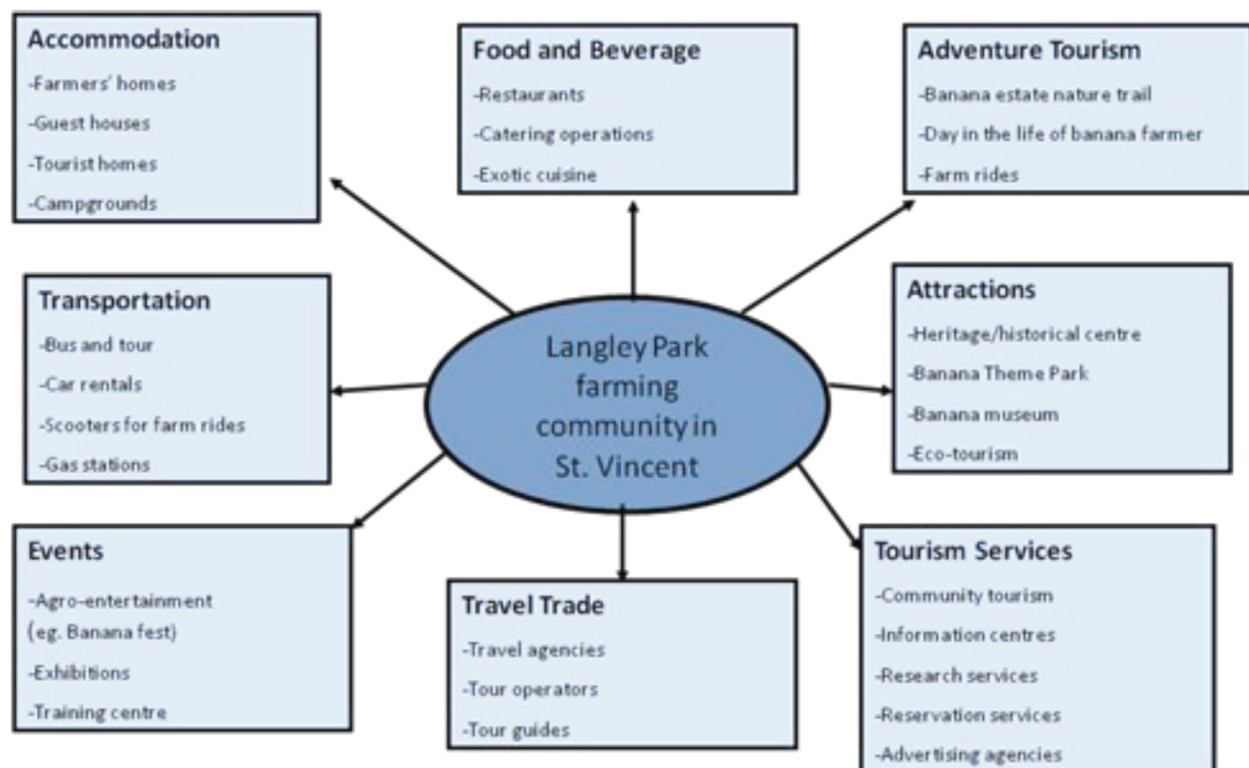 Accommodation
-Farmers' homes
-Guest houses
-Tourist homes
-Campgrounds
Food and Beverage
-Restaurants
-Catering operations
-Exotic cuisine
Adventure Tourism
-Banana estate nature trail
-Day in the life of banana farmer
-Farm rides
Transportation
-Bus and tour
-Car rentals
-Scooters for farm rides
-Gas stations
Langley Park
farming
community in
St. Vincent
Attractions
-Heritage/historical centre
-Banana Theme Park
-Banana museum
-Eco-tourism
Events
-Agro-entertainment
(eg. Banana fest)
-Exhibitions
-Training centre
Travel Trade
-Travel agencies
-Tour operators
-Tour guides
Tourism Services
-Community tourism
-Information centres
-Research services
-Reservation services
-Advertising agencies